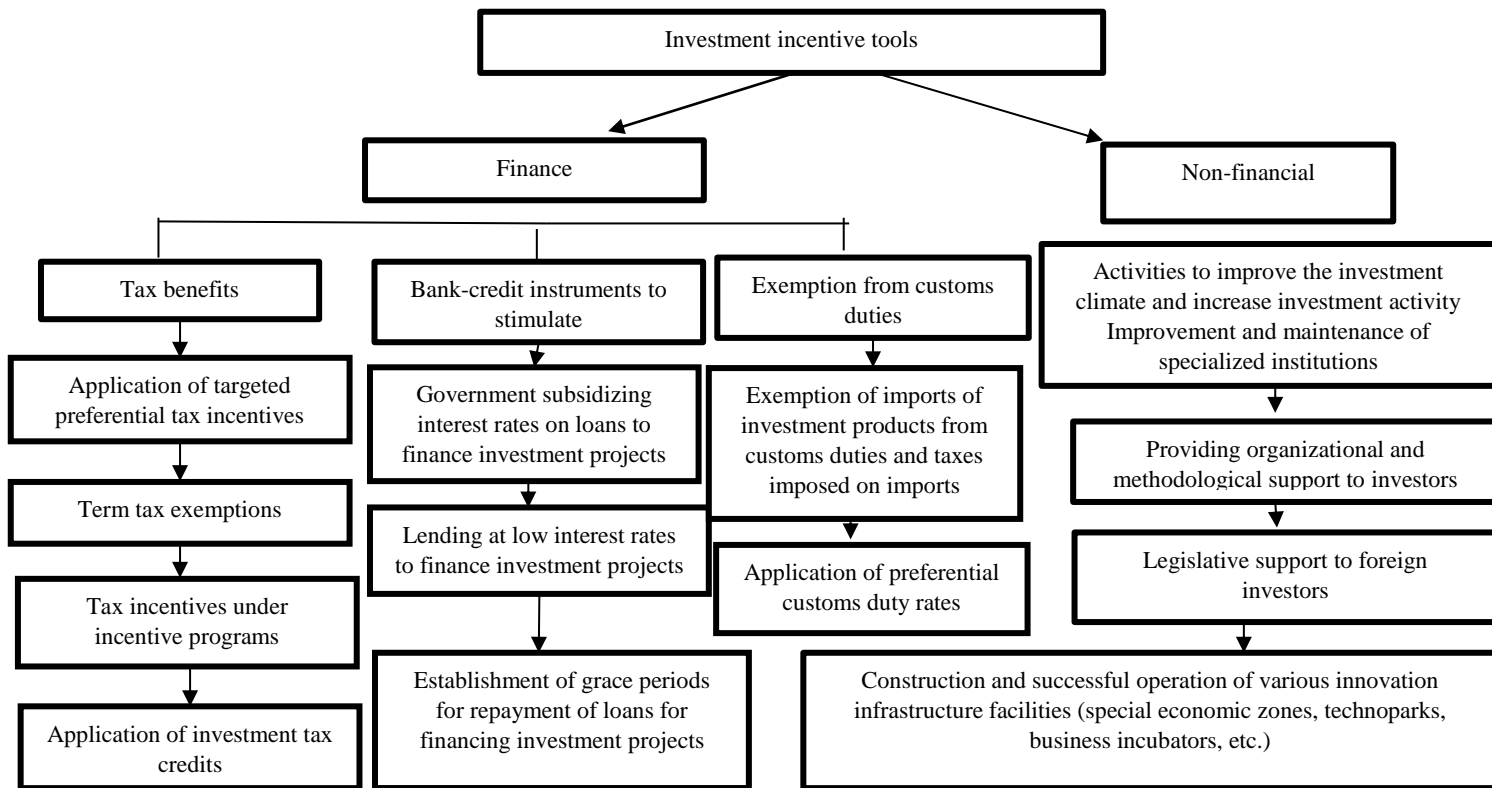 Investment incentive tools
Finance
Non-financial
Tax benefits
Bank-credit instruments to
stimulate
Exemption from customs
duties
Activities to improve the investment
climate and increase investment activity
Improvement and maintenance of
specialized institutions
Application of targeted
preferential tax incentives
Government subsidizing
interest rates on loans to
finance investment projects
Exemption of imports of
investment products from
customs duties and taxes
imposed on imports
Providing organizational and
methodological support to investors
Term tax exemptions
Lending at low interest rates
to finance investment projects
Application of preferential
customs duty rates
Legislative support to foreign
investors
Tax incentives under
incentive programs
Establishment of grace periods
for repayment of loans for
financing investment projects
Construction and successful operation of various innovation
infrastructure facilities (special economic zones, technoparks,
business incubators, etc.)
Application of investment tax
credits